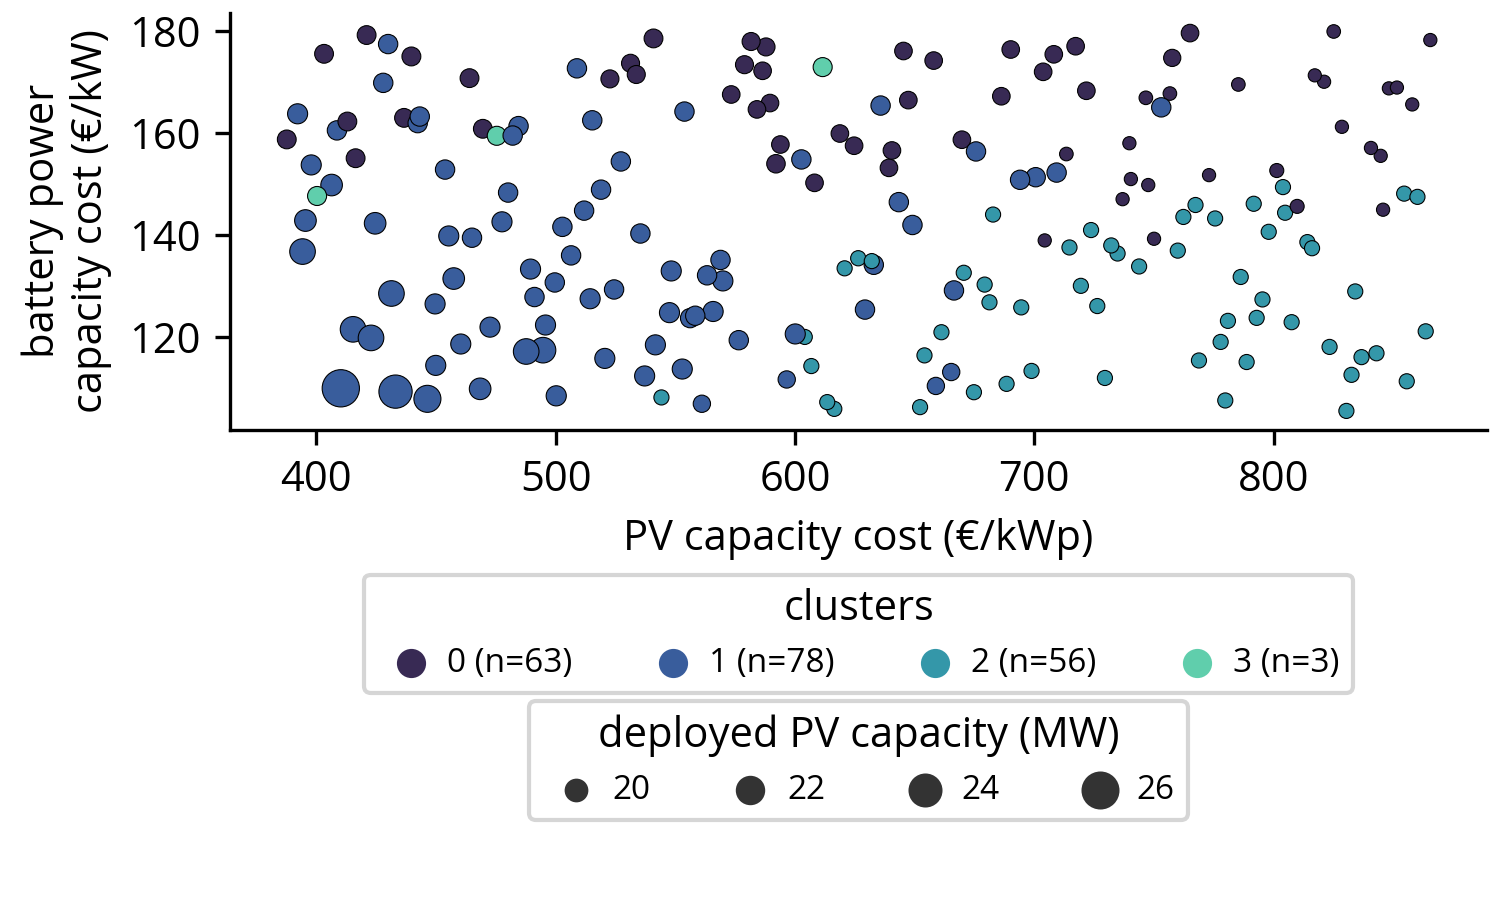 battery power
capacity cost (€/kW)
180
160
140
120
400 500 600 700 800
PV capacity cost (€/kWp)
clusters
0 (n=63) 1 (n=78) 2 (n=56) 3 (n=3)
deployed PV capacity (MW)
20 22 24 26